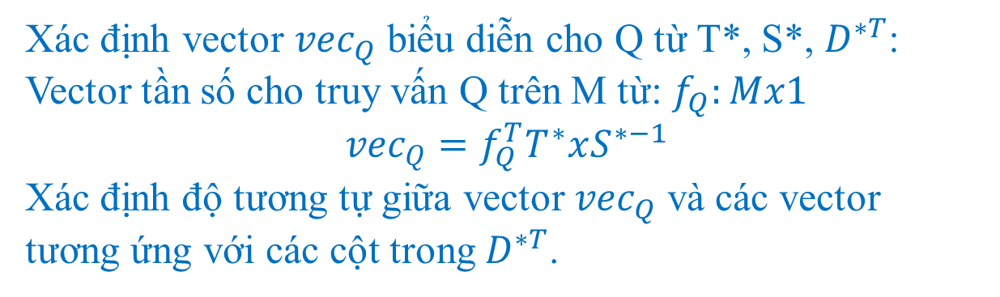 Xác định vector 𝑣𝑒𝑐_𝑄 biểu diễn cho Q từ T*, S*, 𝐷^{∗𝑇}:
Vector tần số cho truy vấn Q trên M từ: 𝑓_𝑄: 𝑀𝑥1
𝑣𝑒𝑐_𝑄 = 𝑓_𝑄^𝑇 𝑇^∗𝑥𝑆^{∗−1}
Xác định độ tương tự giữa vector 𝑣𝑒𝑐_𝑄 và các vector
tương ứng với các cột trong 𝐷^{∗𝑇}.